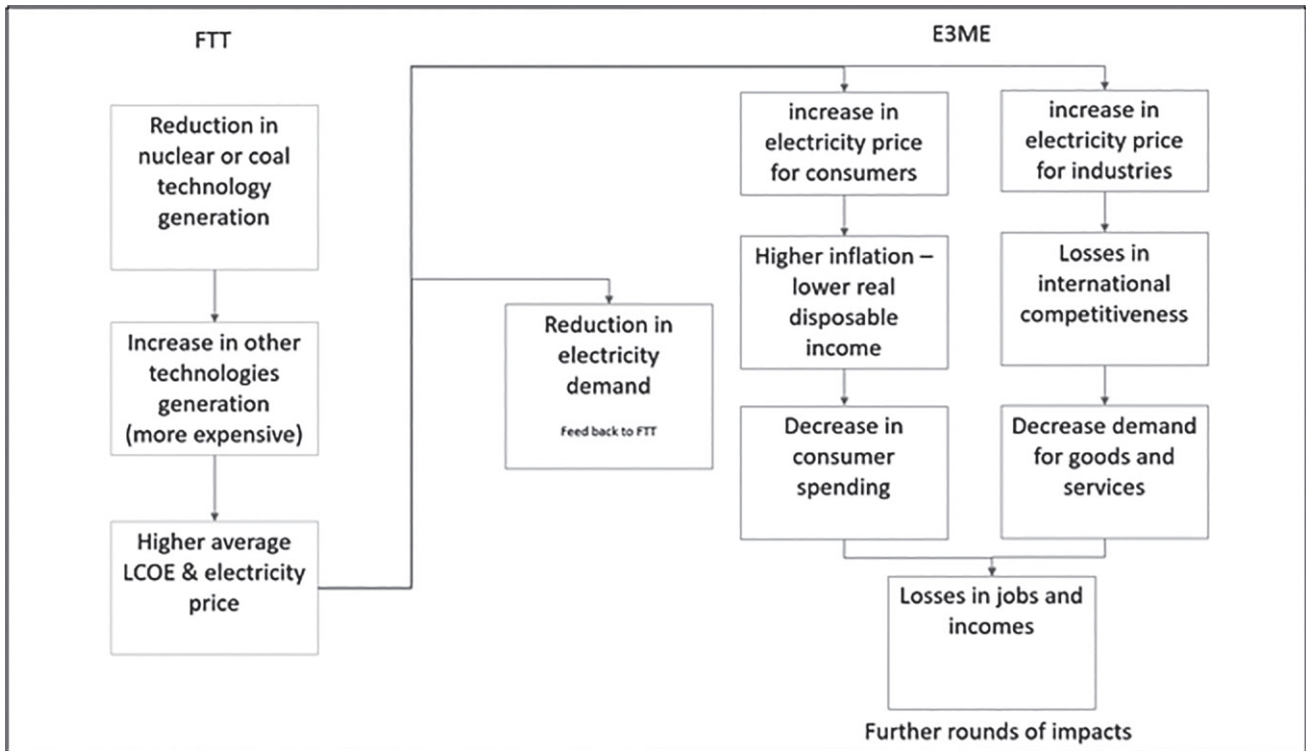 FTT
Reduction in
nuclear or coal
technology
generation
Increase in other
technologies
generation
(more expensive)
Higher average
LCOE & electricity
price
Reduction in
electricity
demand
Feed back to FTT
E3ME
increase in
electricity price
for consumers
Higher inflation –
lower real
disposable
income
Decrease in
consumer
spending
increase in
electricity price
for industries
Losses in
international
competitiveness
Decrease demand
for goods and
services
Losses in jobs and
incomes
Further rounds of impacts